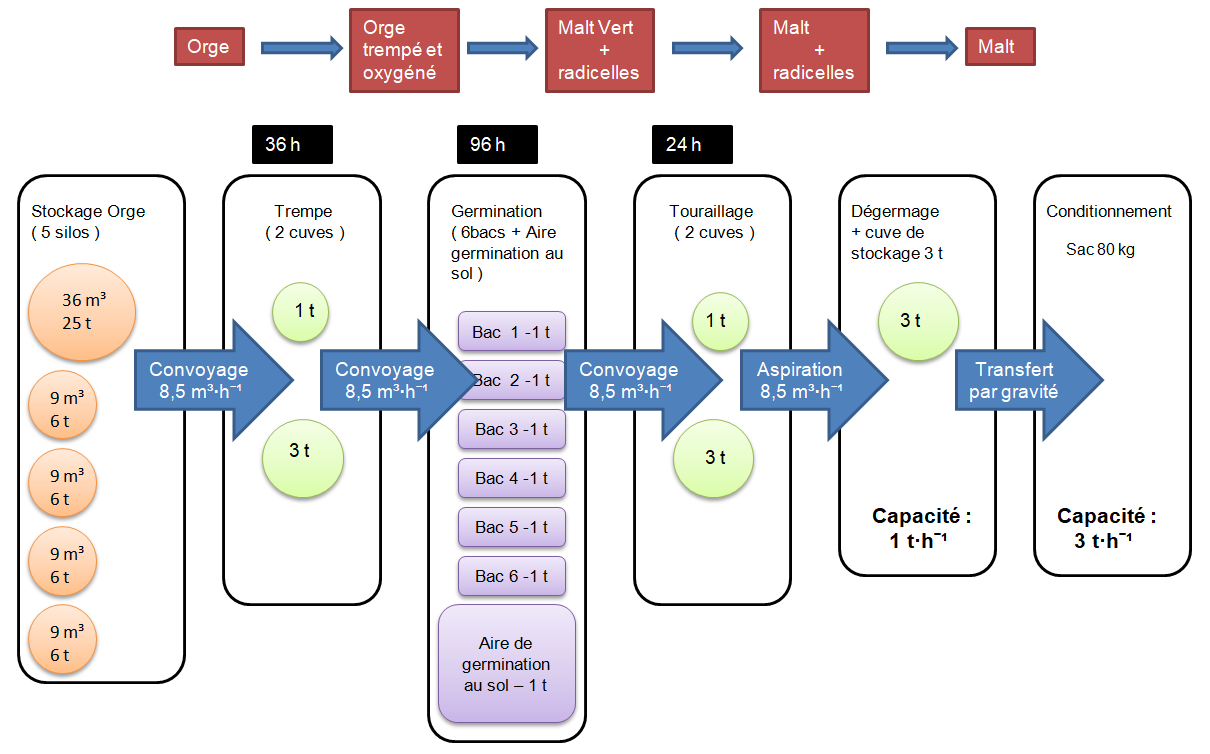 Orge
Orge
trempé et
oxygéné
Malt Vert
+
radicelles
Malt
+
radicelles
Malt
36 h
96 h
24 h
Stockage Orge
( 5 silos )
36 m³
25 t
9 m³
6 t
9 m³
6 t
9 m³
6 t
9 m³
6 t
Convoyage
8,5 m³·h⁻¹
Trempe
( 2 cuves )
1 t
3 t
Convoyage
8,5 m³·h⁻¹
Germination
( 6bacs + Aire
germination au
sol )
Bac 1 -1 t
Bac 2 -1 t
Bac 3 -1 t
Bac 4 -1 t
Bac 5 -1 t
Bac 6 -1 t
Aire de
germination
au sol – 1 t
Convoyage
8,5 m³·h⁻¹
Touraillage
( 2 cuves )
1 t
3 t
Aspiration
8,5 m³·h⁻¹
Dégermage
+ cuve de
stockage 3 t
3 t
Capacité :
1 t·h⁻¹
Transfert
par gravité
Conditionnement
Sac 80 kg
Capacité :
3 t·h⁻¹